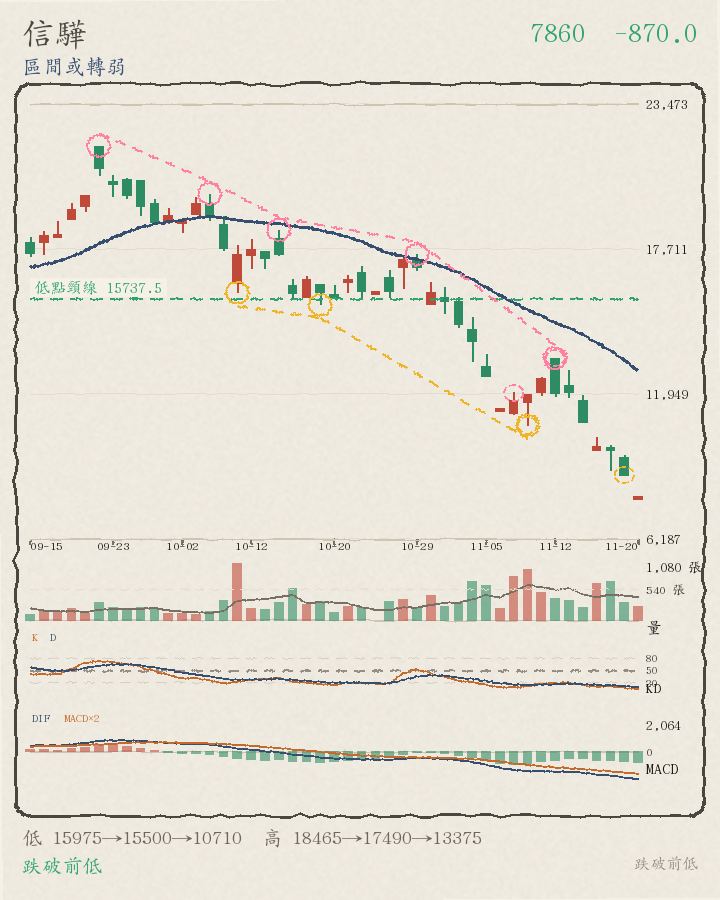 信驊
7860 -870.0
區間或轉弱
23,473
17,711
低點頸線 15737.5
11,949
6,187
09-15 09-23 10-02 10-12 10-20 10-29 11-05 11-12 11-20
1,080 張
540 張
量
K D
80
50
20
KD
DIF MACD×2
2,064
0
MACD
低 15975→15500→10710 高 18465→17490→13375
跌破前低
跌破前低